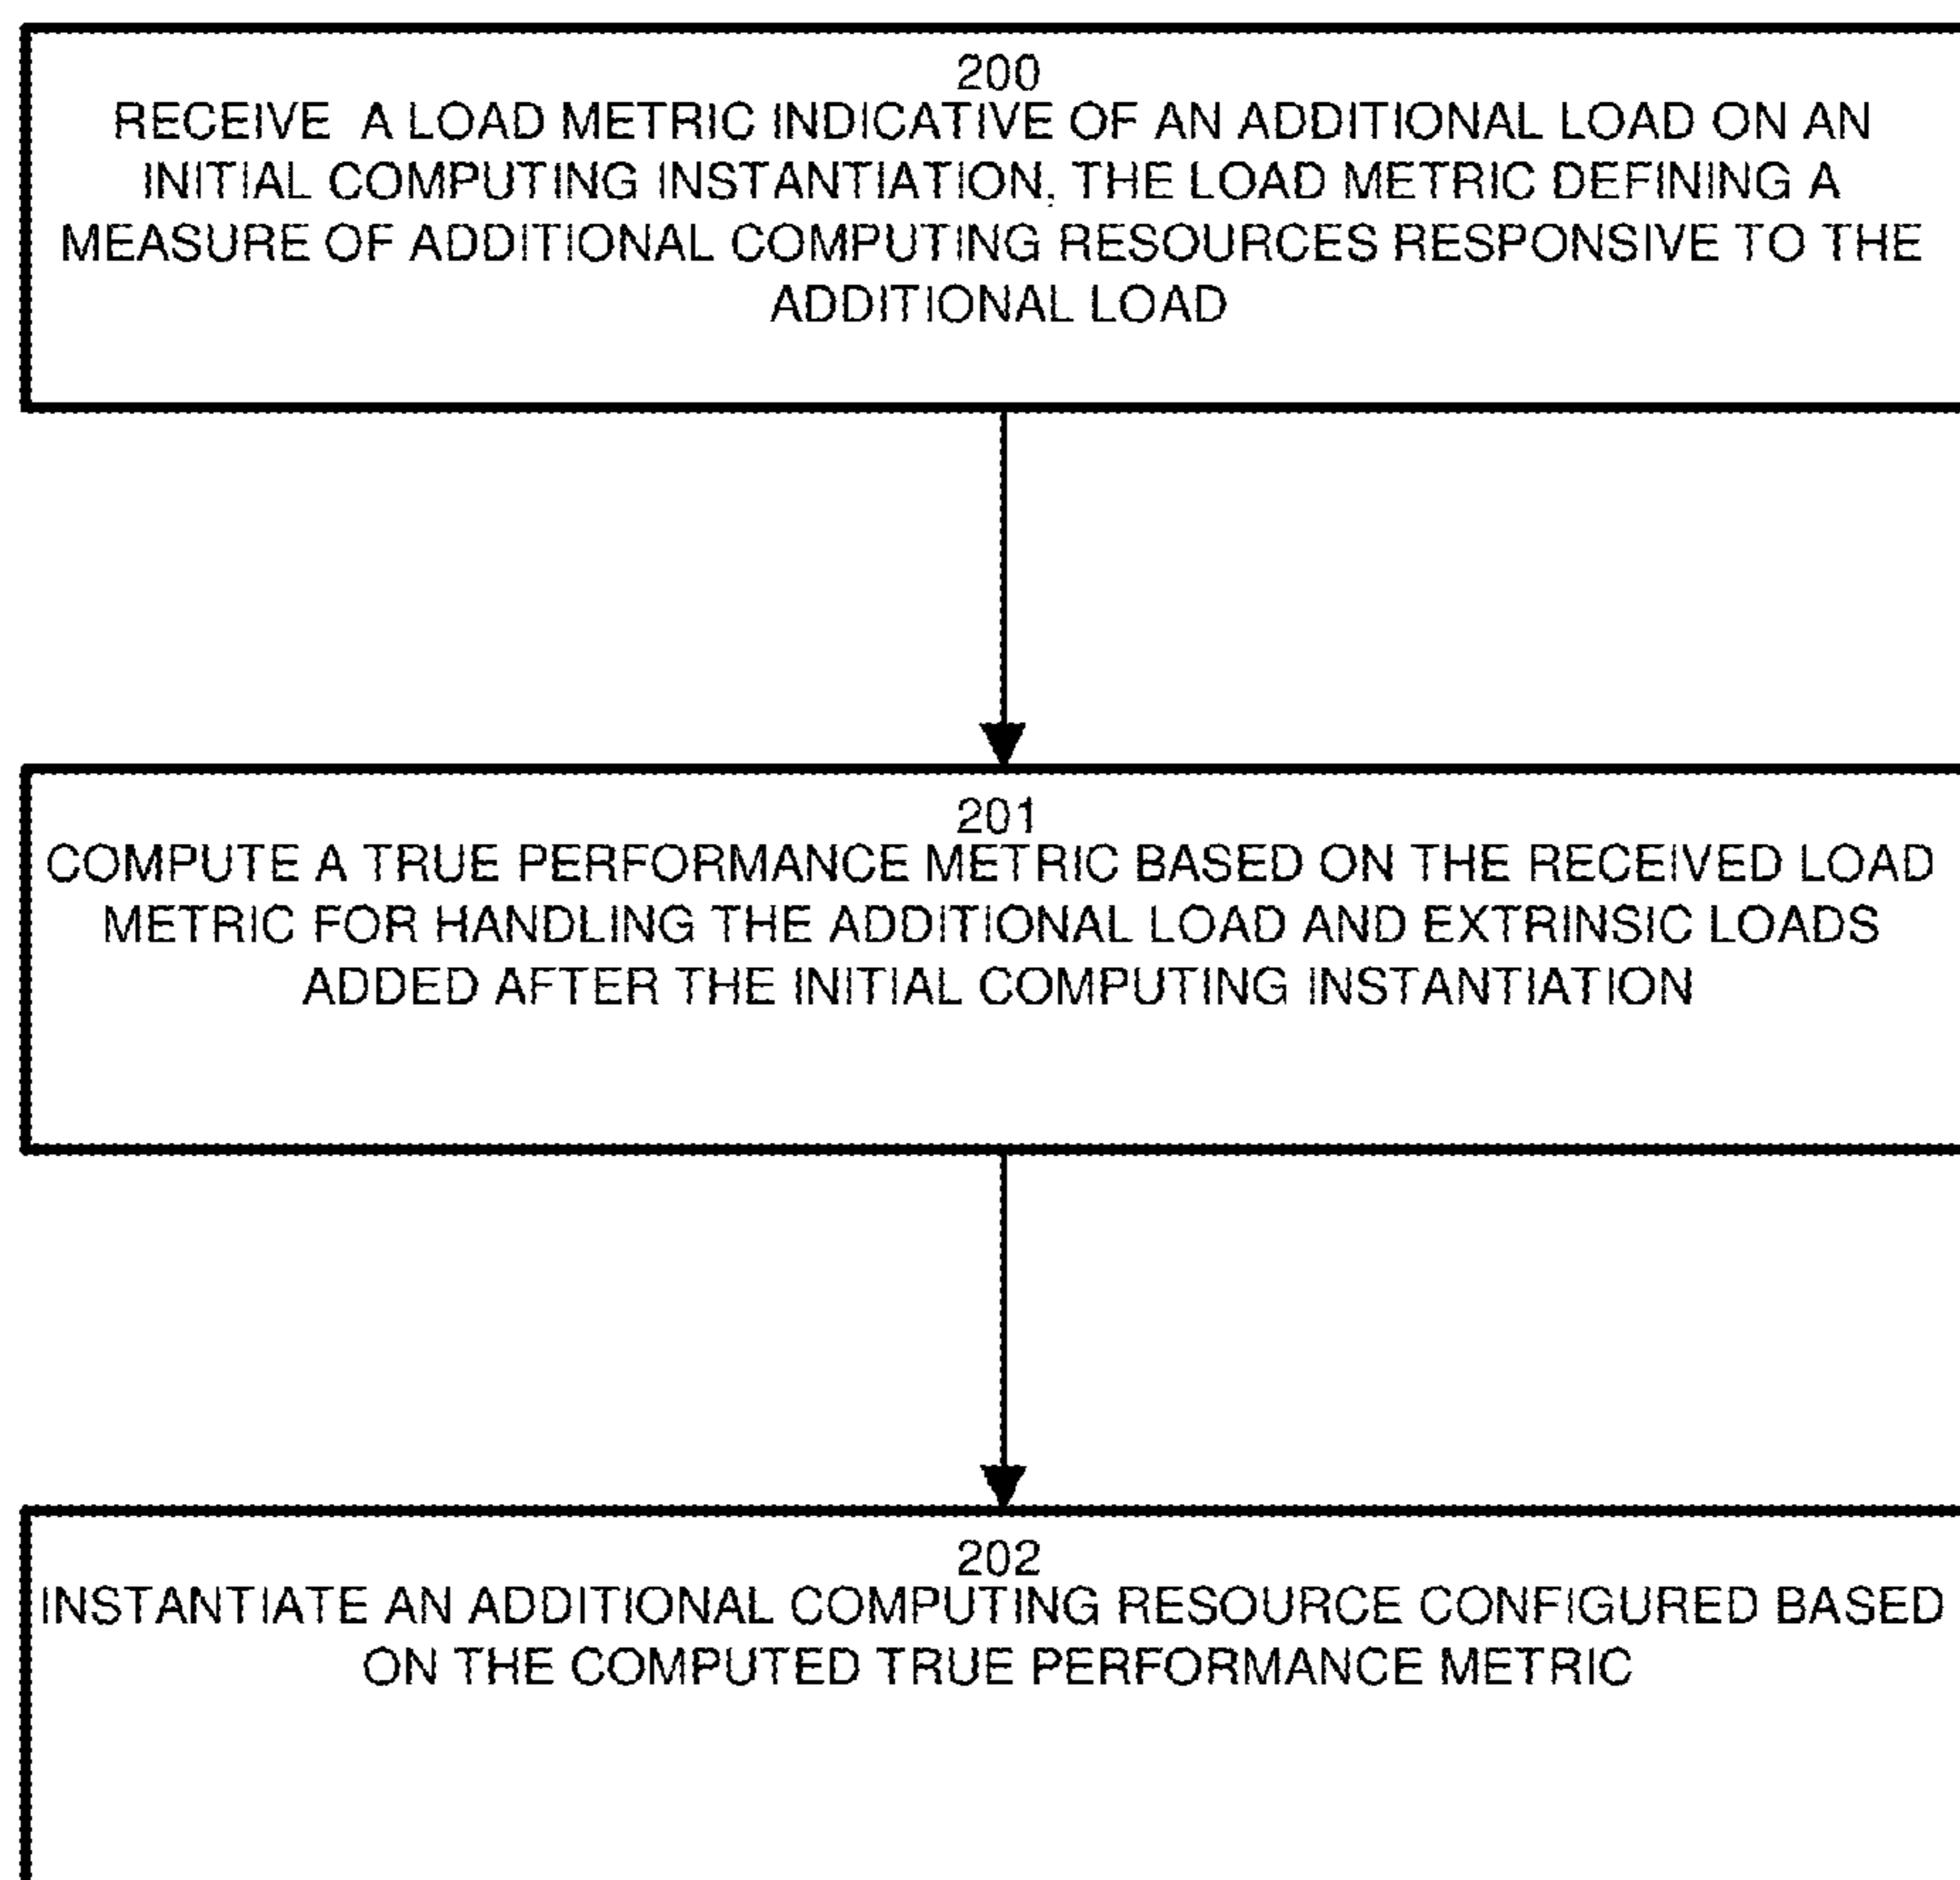 200
RECEIVE A LOAD METRIC INDICATIVE OF AN ADDITIONAL LOAD ON AN
INITIAL COMPUTING INSTANTIATION, THE LOAD METRIC DEFINING A
MEASURE OF ADDITIONAL COMPUTING RESOURCES RESPONSIVE TO THE
ADDITIONAL LOAD
201
COMPUTE A TRUE PERFORMANCE METRIC BASED ON THE RECEIVED LOAD
METRIC FOR HANDLING THE ADDITIONAL LOAD AND EXTRINSIC LOADS
ADDED AFTER THE INITIAL COMPUTING INSTANTIATION
202
INSTANTIATE AN ADDITIONAL COMPUTING RESOURCE CONFIGURED BASED
ON THE COMPUTED TRUE PERFORMANCE METRIC